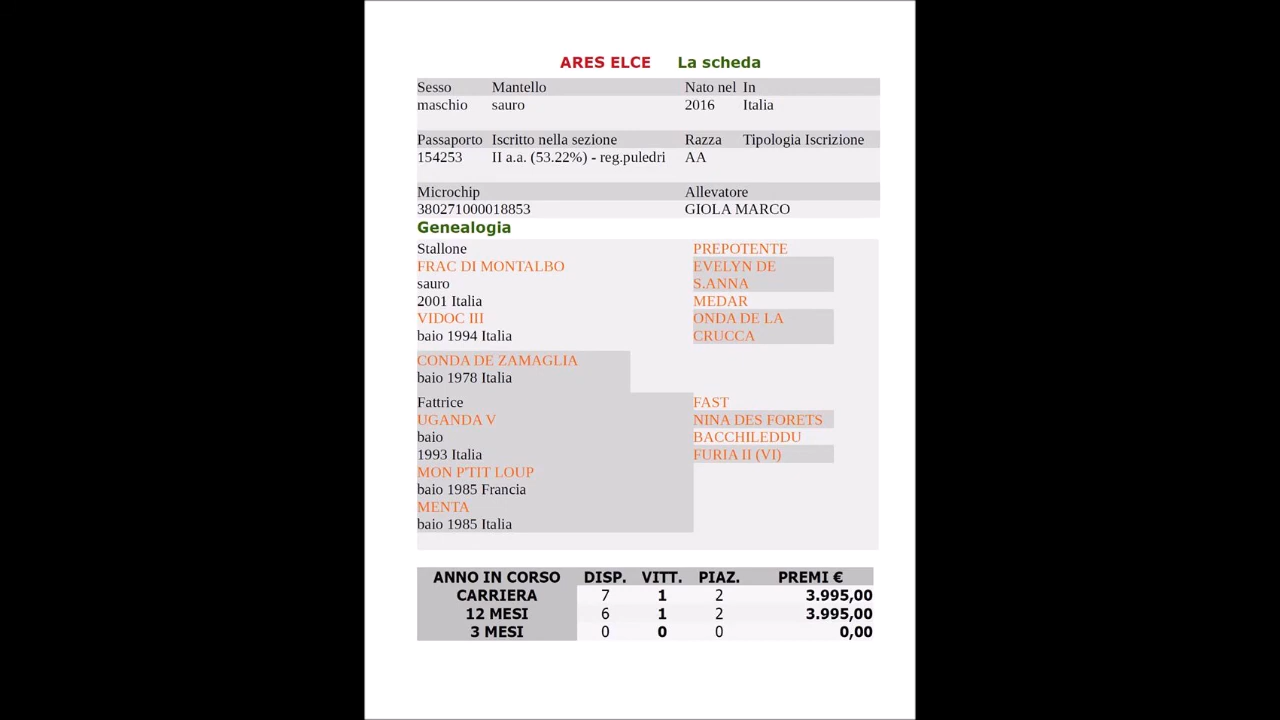 ARES ELCE La scheda
Sesso Mantello Nato nel In
maschio sauro 2016 Italia
Passaporto Iscritto nella sezione Razza Tipologia Iscrizione
154253 II a.a. (53.22%) - reg.puledri AA
Microchip Allevatore
380271000018853 GIOLA MARCO
Genealogia
Stallone PREPOTENTE
FRAC DI MONTALBO EVELYN DE
sauro S.ANNA
2001 Italia MEDAR
VIDOC III ONDA DE LA
baio 1994 Italia CRUCCA
CONDA DE ZAMAGLIA
baio 1978 Italia
Fattrice FAST
UGANDA V NINA DES FORETS
baio BACCHILEDDU
1993 Italia FURIA II (VI)
MON P'TIT LOUP
baio 1985 Francia
MENTA
baio 1985 Italia
ANNO IN CORSO DISP. VITT. PIAZ. PREMI €
CARRIERA 7 1 2 3.995,00
12 MESI 6 1 2 3.995,00
3 MESI 0 0 0 0,00